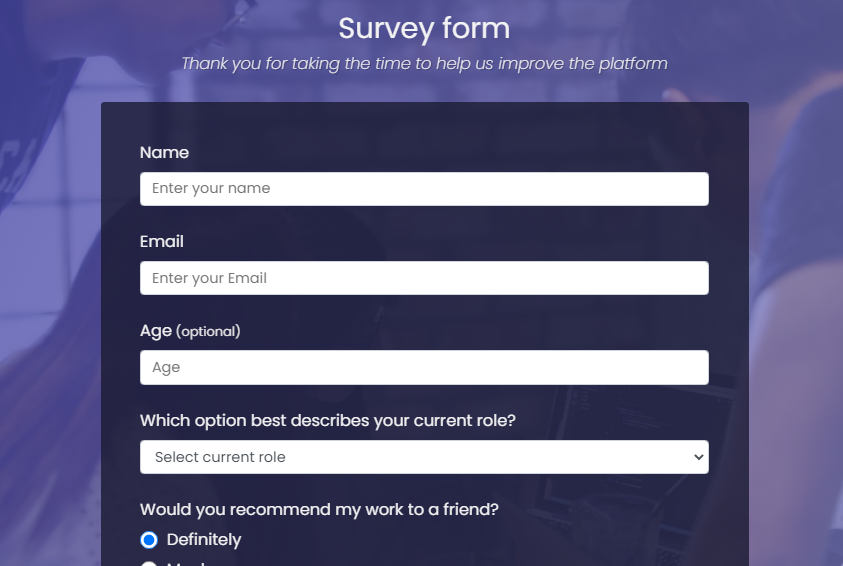 Survey form
Thank you for taking the time to help us improve the platform
Name
Enter your name
Email
Enter your Email
Age (optional)
Age
Which option best describes your current role?
Select current role
Would you recommend my work to a friend?
Definitely